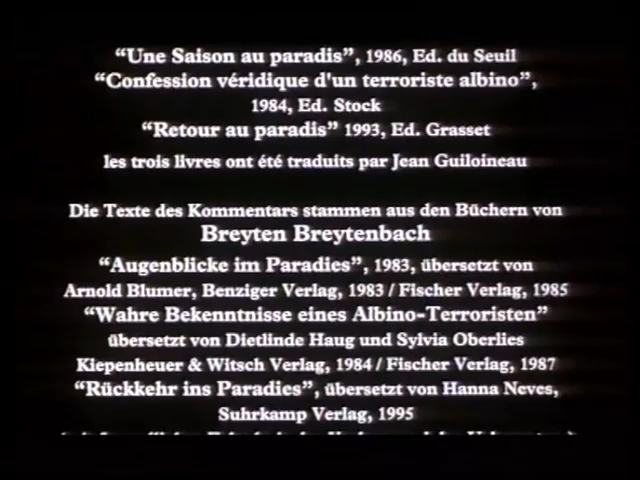 “Une Saison au paradis”, 1986, Ed. du Seuil
“Confession véridique d'un terroriste albino”,
1984, Ed. Stock
“Retour au paradis” 1993, Ed. Grasset
les trois livres ont été traduits par Jean Guiloineau
Die Texte des Kommentars stammen aus den Büchern von
Breyten Breytenbach
“Augenblicke im Paradies”, 1983, übersetzt von
Arnold Blumer, Benziger Verlag, 1983 / Fischer Verlag, 1985
“Wahre Bekenntnisse eines Albino-Terroristen”
übersetzt von Dietlinde Haug und Sylvia Oberlies
Kiepenheuer & Witsch Verlag, 1984 / Fischer Verlag, 1987
“Rückkehr ins Paradies”, übersetzt von Hanna Neves,
Suhrkamp Verlag, 1995